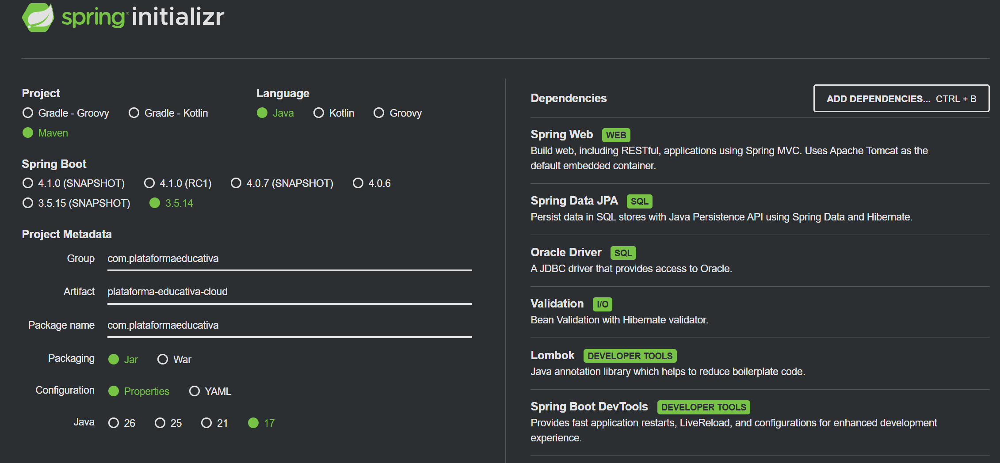 spring initializr
Project
Gradle - Groovy Gradle - Kotlin
Maven
Language
Java Kotlin Groovy
Spring Boot
4.1.0 (SNAPSHOT) 4.1.0 (RC1) 4.0.7 (SNAPSHOT) 4.0.6
3.5.15 (SNAPSHOT) 3.5.14
Project Metadata
Group com.plataformaeducativa
Artifact plataforma-educativa-cloud
Package name com.plataformaeducativa
Packaging Jar War
Configuration Properties YAML
Java 26 25 21 17
Dependencies ADD DEPENDENCIES... CTRL + B
Spring Web WEB
Build web, including RESTful, applications using Spring MVC. Uses Apache Tomcat as the
default embedded container.
Spring Data JPA SQL
Persist data in SQL stores with Java Persistence API using Spring Data and Hibernate.
Oracle Driver SQL
A JDBC driver that provides access to Oracle.
Validation I/O
Bean Validation with Hibernate validator.
Lombok DEVELOPER TOOLS
Java annotation library which helps to reduce boilerplate code.
Spring Boot DevTools DEVELOPER TOOLS
Provides fast application restarts, LiveReload, and configurations for enhanced development
experience.